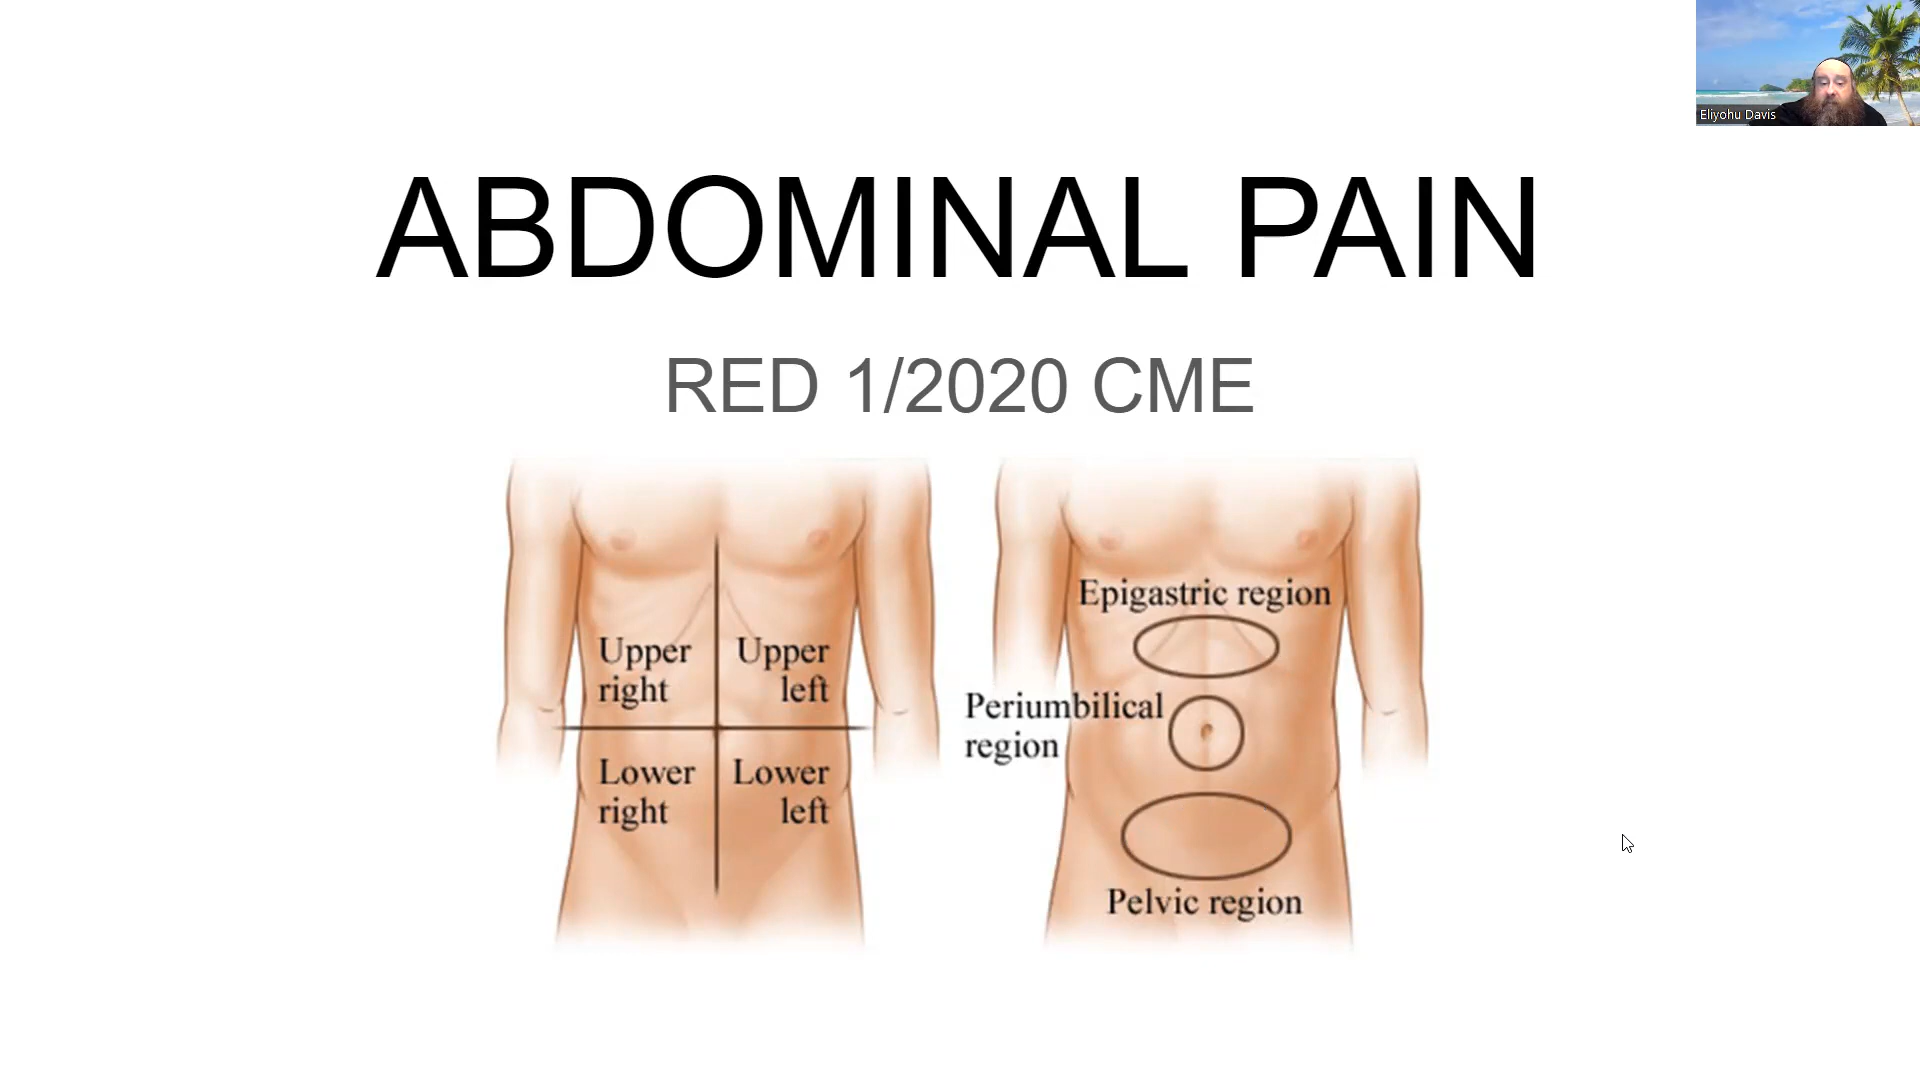 Eliyohu Davis
ABDOMINAL PAIN
RED 1/2020 CME
Upper
right
Upper
left
Lower
right
Lower
left
Epigastric region
Periumbilical
region
Pelvic region